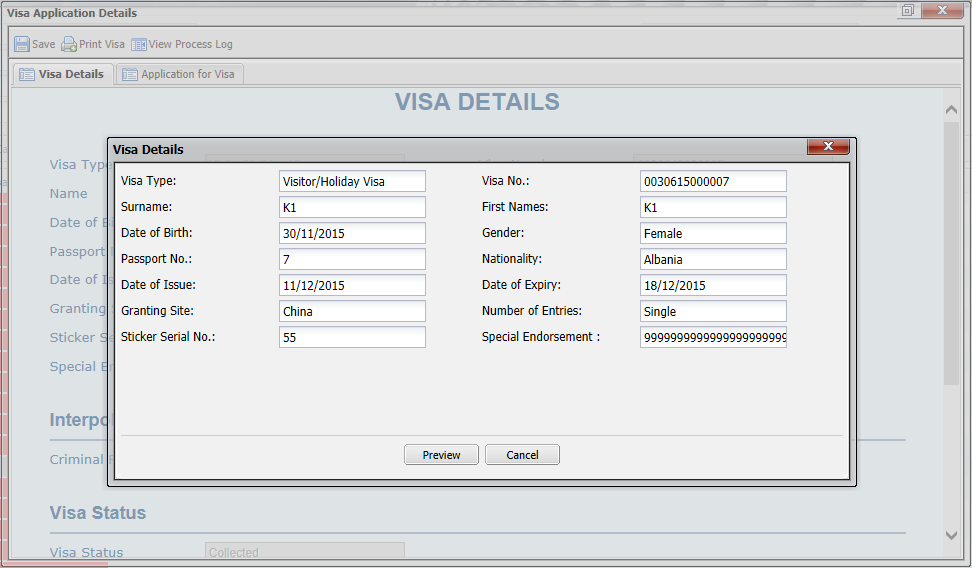 Visa Application Details
Save Print Visa View Process Log
Visa Details Application for Visa
VISA DETAILS
Visa Details
Visa Type: Visitor/Holiday Visa Visa No.: 0030615000007
Surname: K1 First Names: K1
Date of Birth: 30/11/2015 Gender: Female
Passport No.: 7 Nationality: Albania
Date of Issue: 11/12/2015 Date of Expiry: 18/12/2015
Granting Site: China Number of Entries: Single
Sticker Serial No.: 55 Special Endorsement :
Preview Cancel
Visa Typ
Name
Date of
Passport
Date of
Granting
Sticker
Special
Interpo
Criminal
Visa Status
Visa Status Collected